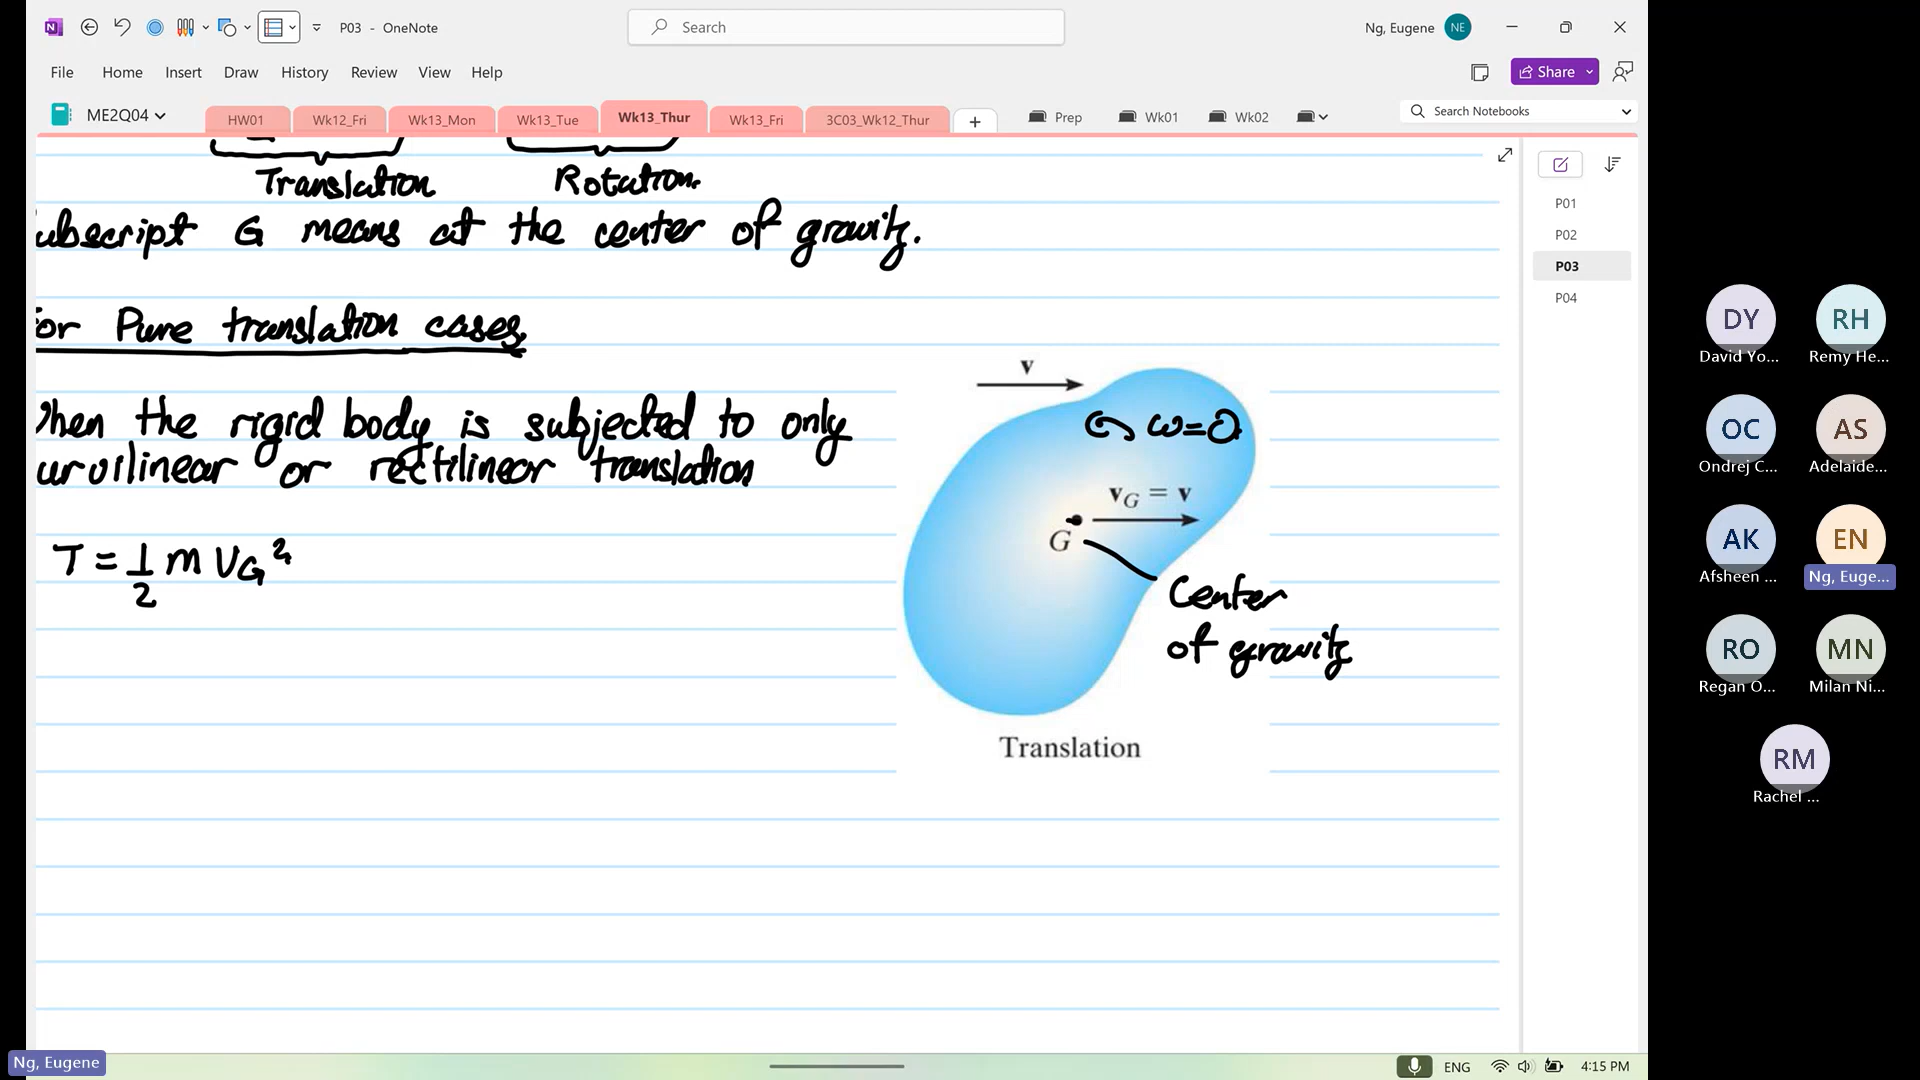 P03 - OneNote
Search
Ng, Eugene
NE
File Home Insert Draw History Review View Help
Share
ME2Q04
HW01 Wk12_Fri Wk13_Mon Wk13_Tue Wk13_Thur Wk13_Fri 3C03_Wk12_Thur + Prep Wk01 Wk02
Search Notebooks
P01
P02
P03
P04
Translation Rotation.
ubscript G means at the center of gravity.
For Pure translation cases
When the rigid body is subjected to only
urvilinear or rectilinear translation
T = 1/2 m VG²
v
ω=0
vG = v
G
Center
of gravity
Translation
DY
David Yo...
RH
Remy He...
OC
Ondrej C...
AS
Adelaide...
AK
Afsheen ...
EN
Ng, Euge...
RO
Regan O...
MN
Milan Ni...
RM
Rachel ...
Ng, Eugene
ENG
4:15 PM